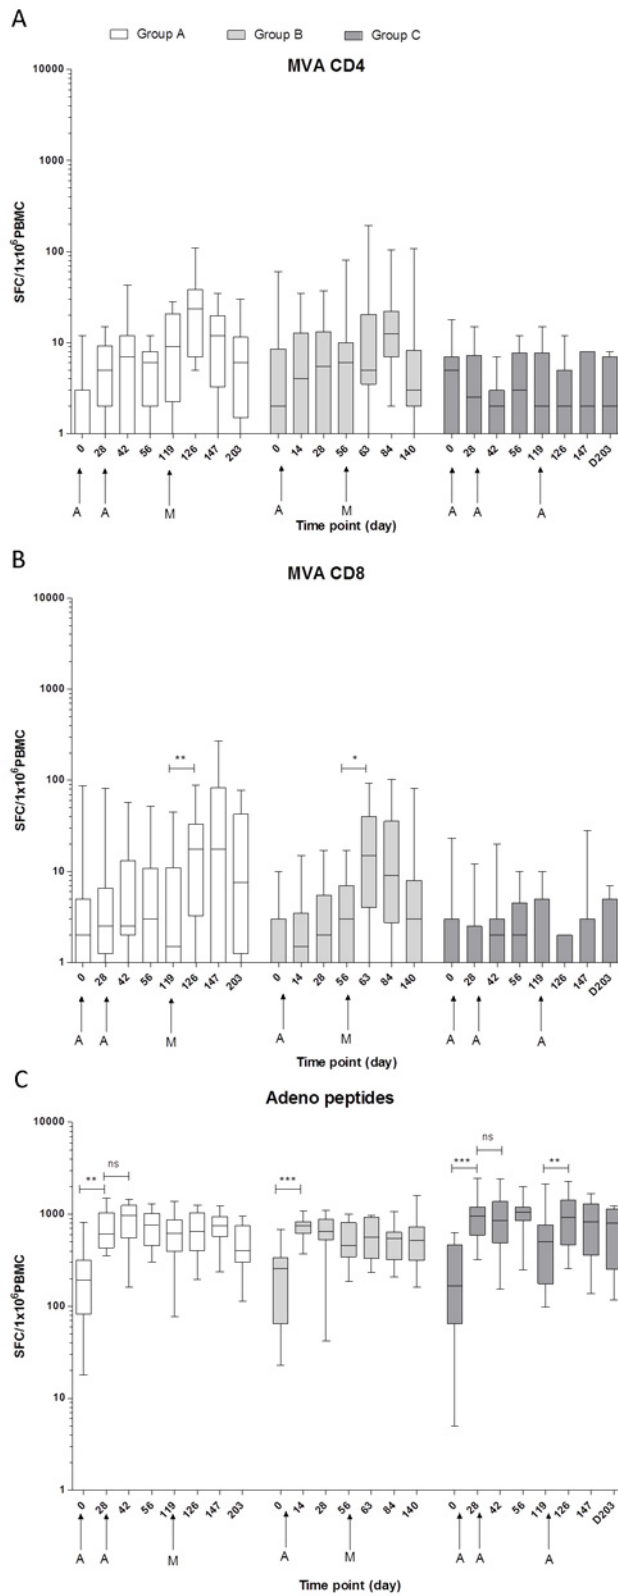 A
Group A Group B Group C
MVA CD4
10000
1000
100
10
1
SFC/1x10⁶PBMC
0 28 42 56 119 126 147 203 0 14 28 56 63 84 140 0 28 42 56 119 126 147 D203
A A M A M A A A
Time point (day)
B
MVA CD8
10000
1000
100
10
1
SFC/1x10⁶PBMC
** *
0 28 42 56 119 126 147 203 0 14 28 56 63 84 140 0 28 42 56 119 126 147 D203
A A M A M A A A
Time point (day)
C
Adeno peptides
10000
1000
100
10
1
SFC/1x10⁶PBMC
** ns *** *** ns **
0 28 42 56 119 126 147 203 0 14 28 56 63 84 140 0 28 42 56 119 126 147 D203
A A M A M A A A
Time point (day)